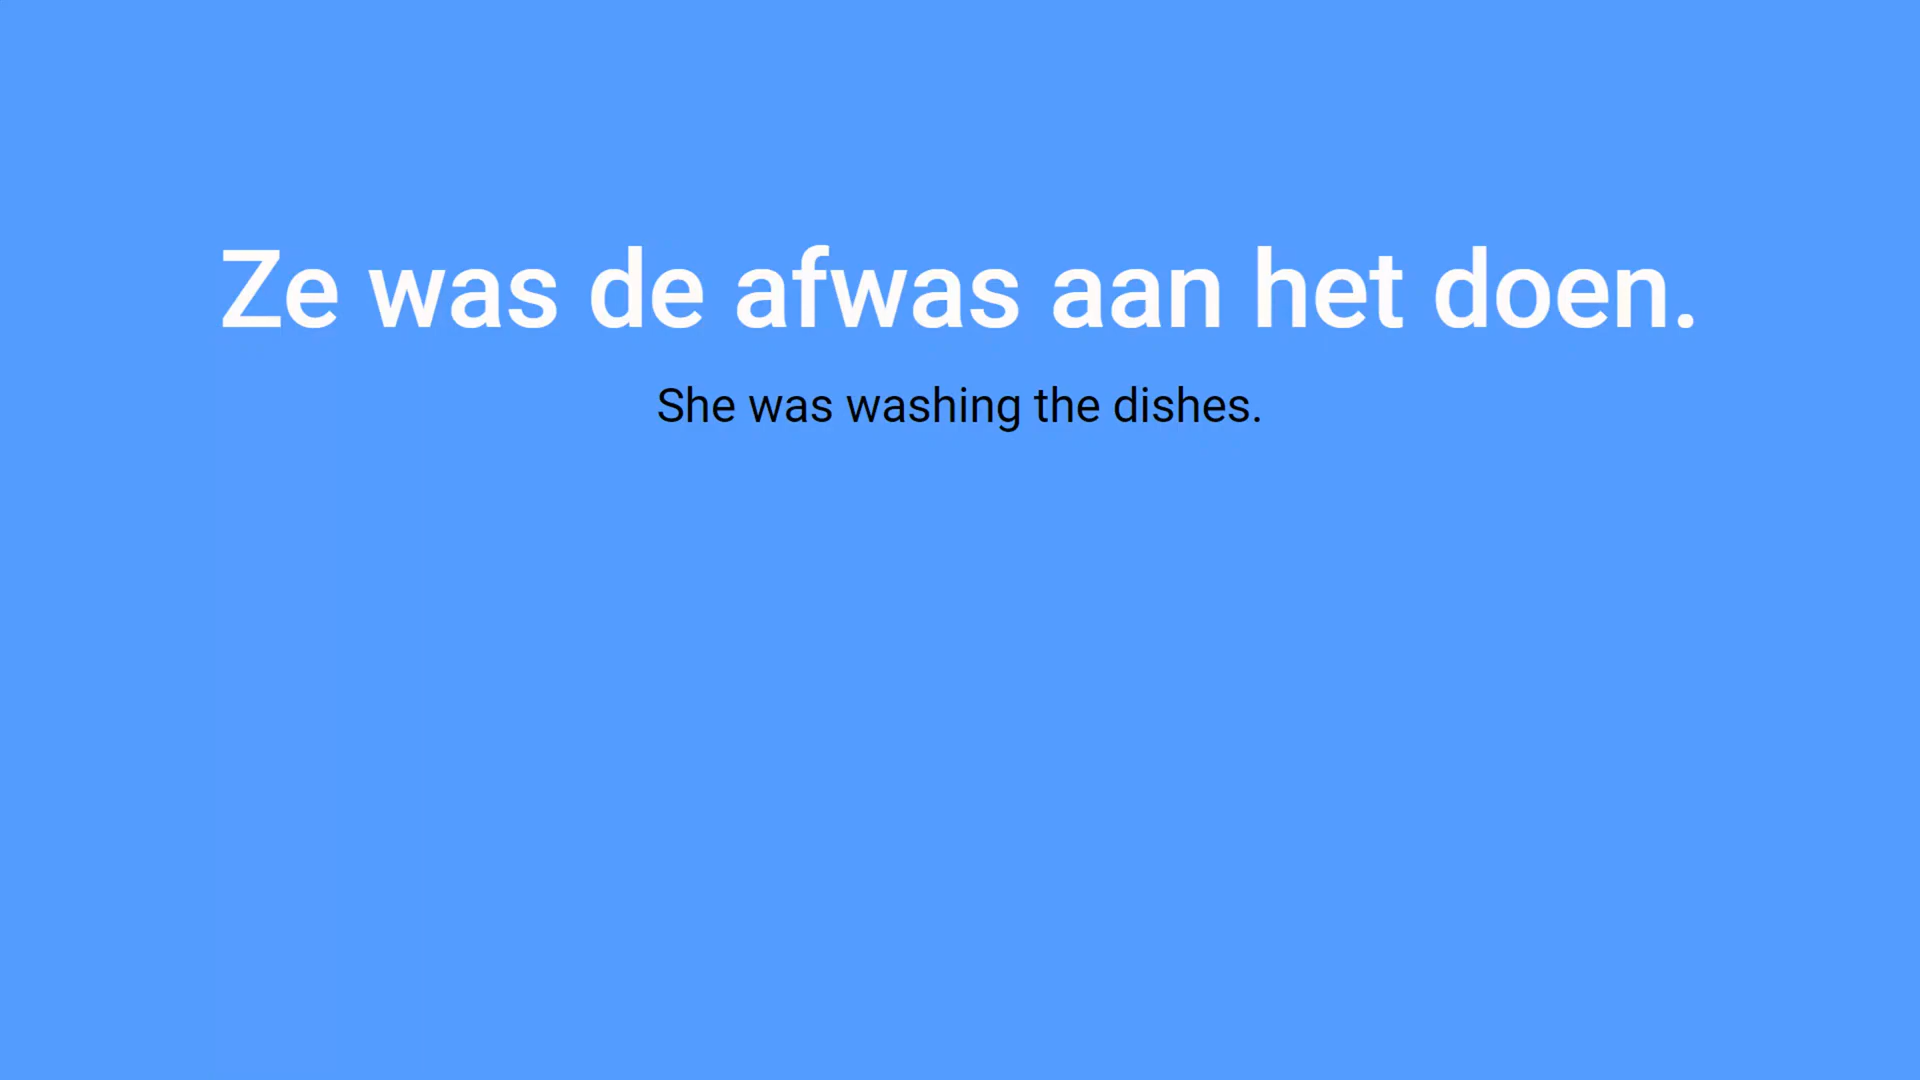 Ze was de afwas aan het doen.
She was washing the dishes.